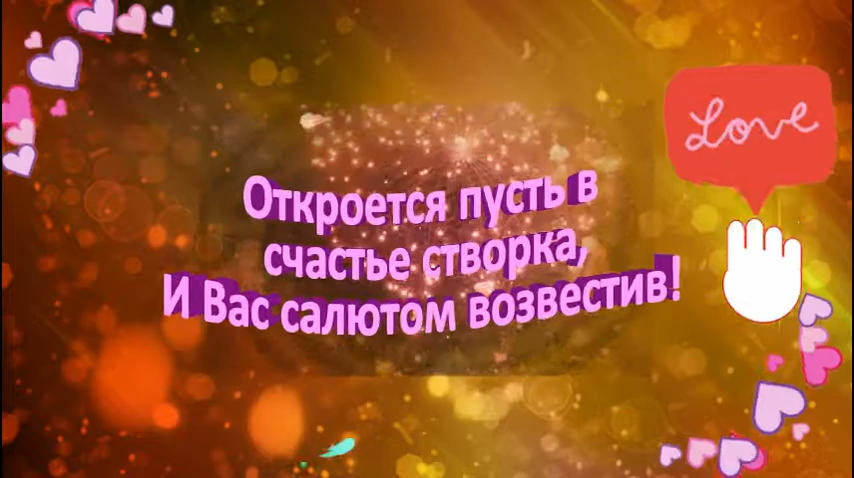 Love
Откроется пусть в
счастье створка,
И Вас салютом возвестив!